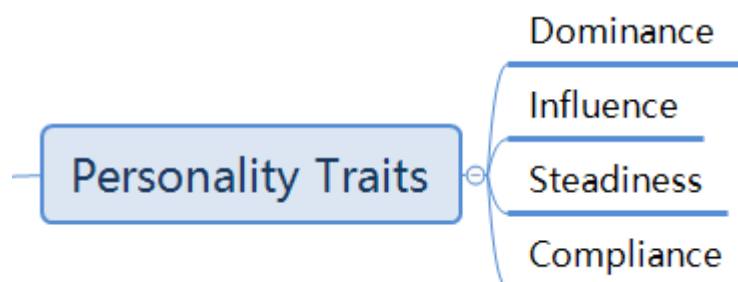 Dominance
Influence
Personality Traits
Steadiness
Compliance